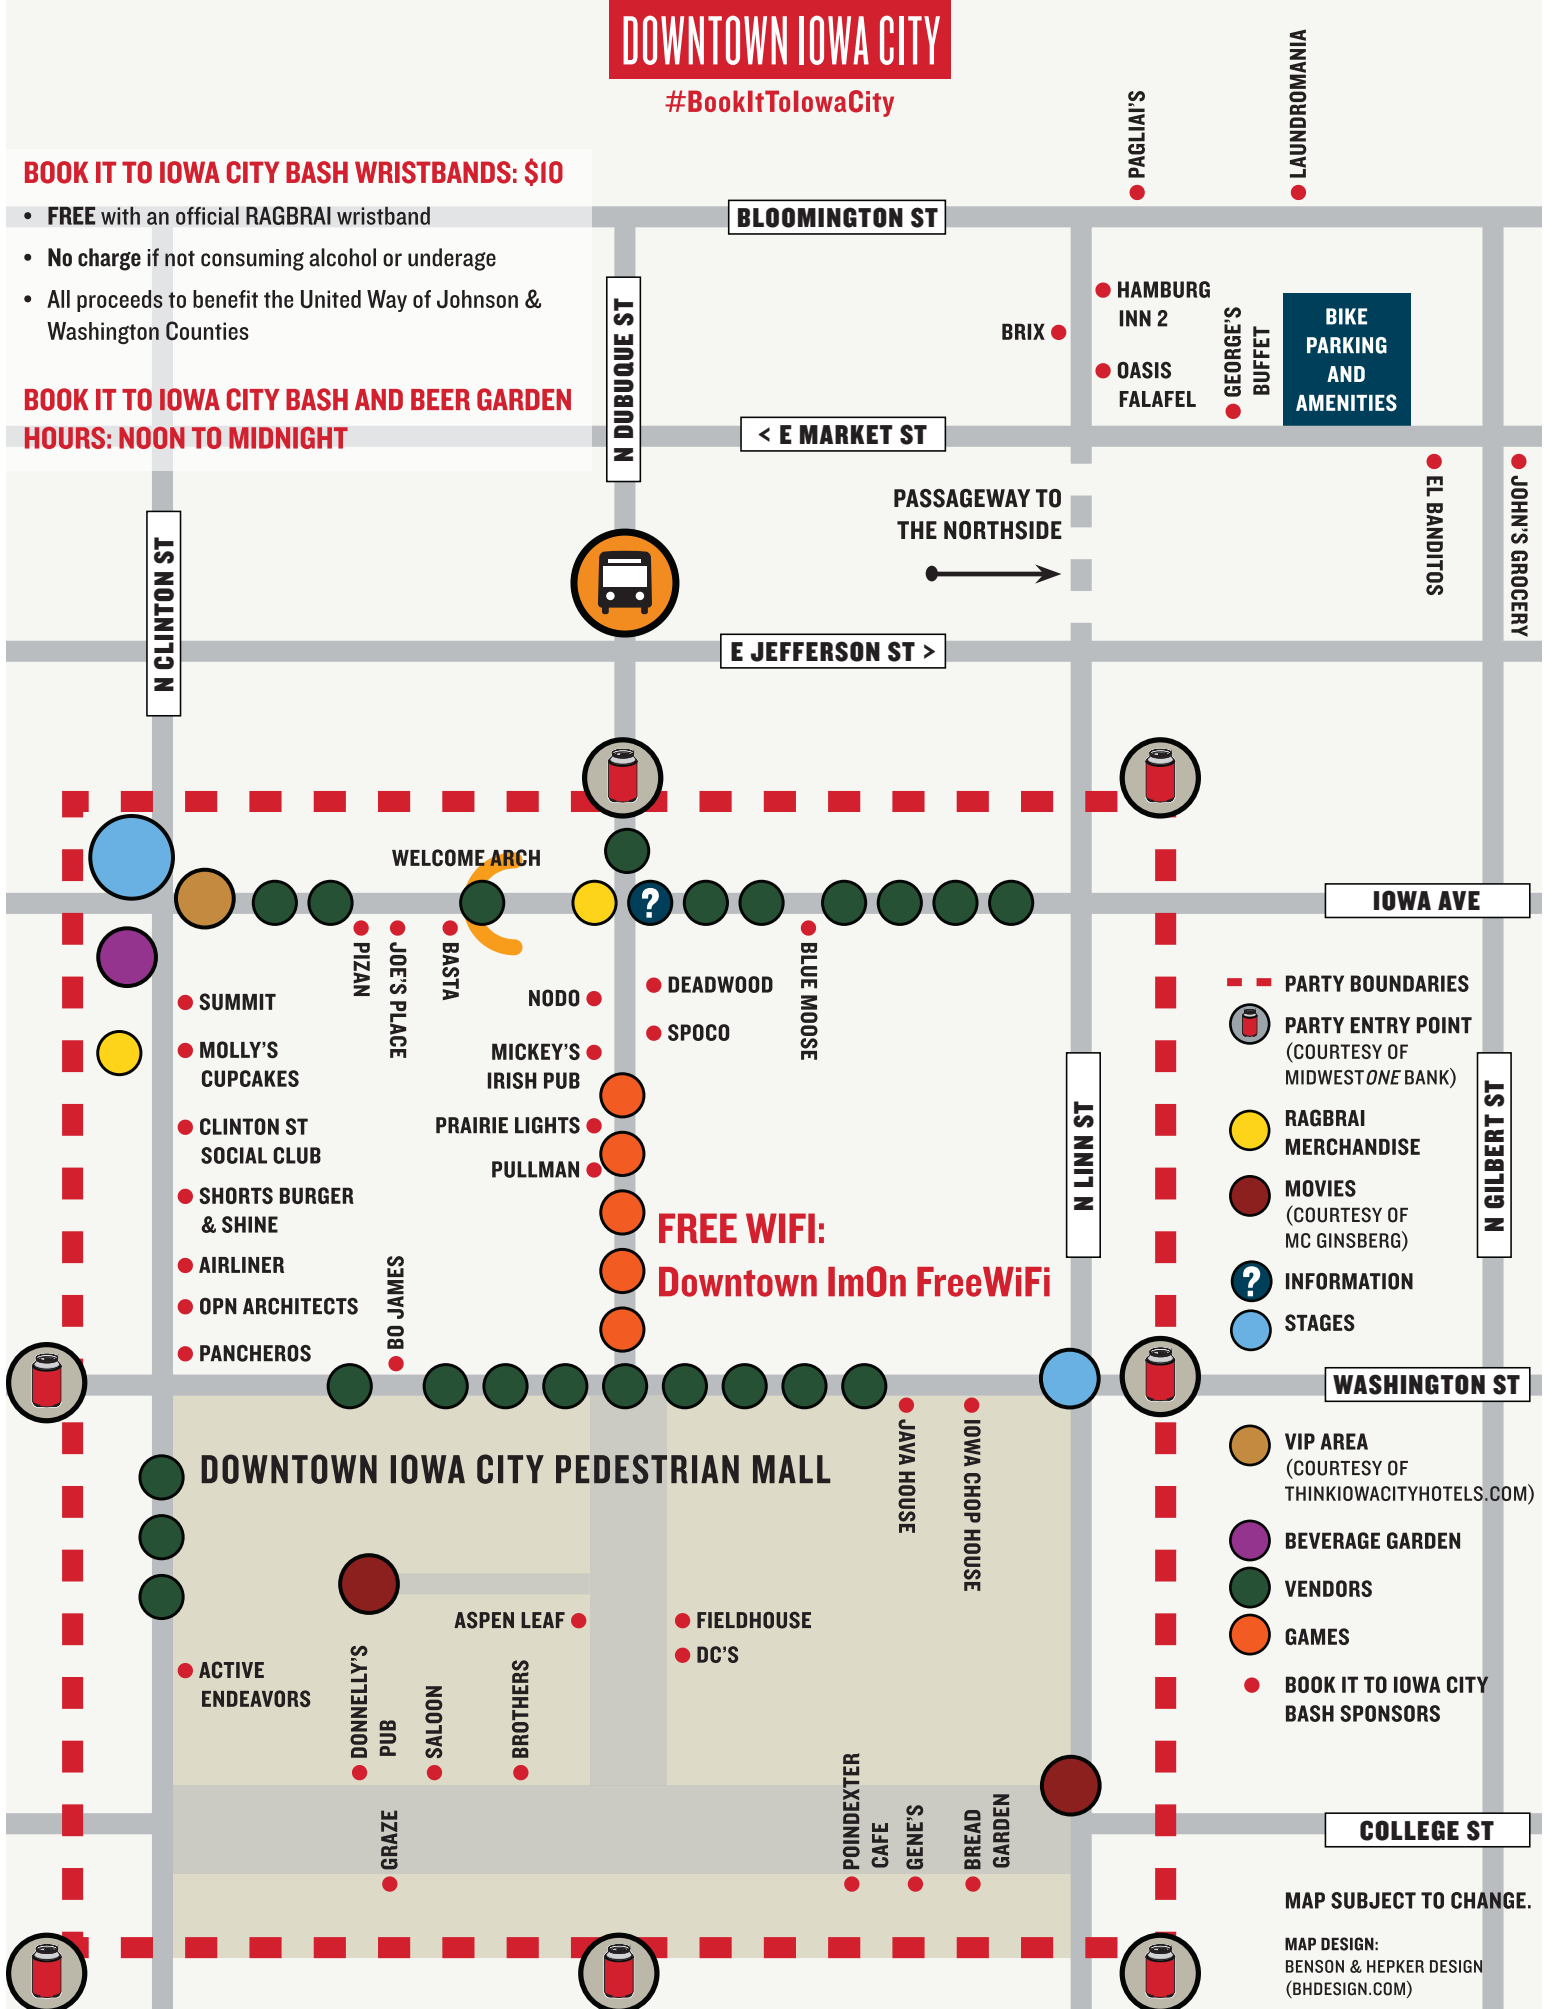 DOWNTOWN IOWA CITY
#BookItToIowaCity
BOOK IT TO IOWA CITY BASH WRISTBANDS: $10
• FREE with an official RAGBRAI wristband
• No charge if not consuming alcohol or underage
• All proceeds to benefit the United Way of Johnson &
Washington Counties
BOOK IT TO IOWA CITY BASH AND BEER GARDEN
HOURS: NOON TO MIDNIGHT
PAGLIAI'S
LAUNDROMANIA
BLOOMINGTON ST
N DUBUQUE ST
BRIX
HAMBURG
INN 2
OASIS
FALAFEL
GEORGE'S
BUFFET
BIKE
PARKING
AND
AMENITIES
< E MARKET ST
PASSAGEWAY TO
THE NORTHSIDE
EL BANDITOS
JOHN'S GROCERY
N CLINTON ST
E JEFFERSON ST >
WELCOME ARCH
?
IOWA AVE
PIZAN
JOE'S PLACE
BASTA
NODO
DEADWOOD
SPOCO
BLUE MOOSE
SUMMIT
MOLLY'S
CUPCAKES
MICKEY'S
IRISH PUB
CLINTON ST
SOCIAL CLUB
PRAIRIE LIGHTS
PULLMAN
SHORTS BURGER
& SHINE
AIRLINER
OPN ARCHITECTS
PANCHEROS
BO JAMES
FREE WIFI:
Downtown ImOn FreeWiFi
N LINN ST
N GILBERT ST
PARTY BOUNDARIES
PARTY ENTRY POINT
(COURTESY OF
MIDWESTONE BANK)
RAGBRAI
MERCHANDISE
MOVIES
(COURTESY OF
MC GINSBERG)
?
INFORMATION
STAGES
WASHINGTON ST
VIP AREA
(COURTESY OF
THINKIOWACITYHOTELS.COM)
BEVERAGE GARDEN
VENDORS
GAMES
BOOK IT TO IOWA CITY
BASH SPONSORS
DOWNTOWN IOWA CITY PEDESTRIAN MALL
JAVA HOUSE
IOWA CHOP HOUSE
ASPEN LEAF
FIELDHOUSE
DC'S
ACTIVE
ENDEAVORS
DONNELLY'S
PUB
SALOON
BROTHERS
GRAZE
POINDEXTER
CAFE
GENE'S
BREAD
GARDEN
COLLEGE ST
MAP SUBJECT TO CHANGE.
MAP DESIGN:
BENSON & HEPKER DESIGN
(BHDESIGN.COM)